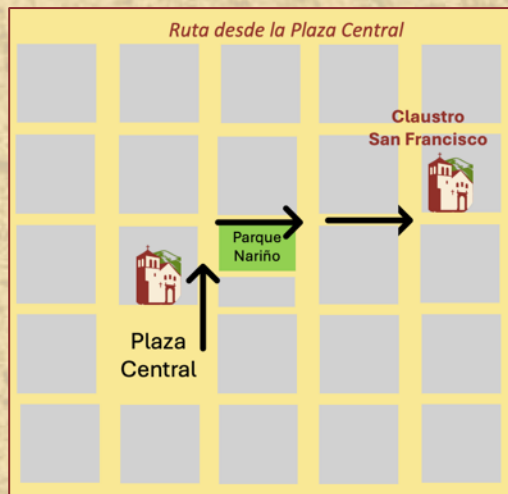 Ruta desde la Plaza Central
Claustro
San Francisco
Parque
Nariño
Plaza
Central